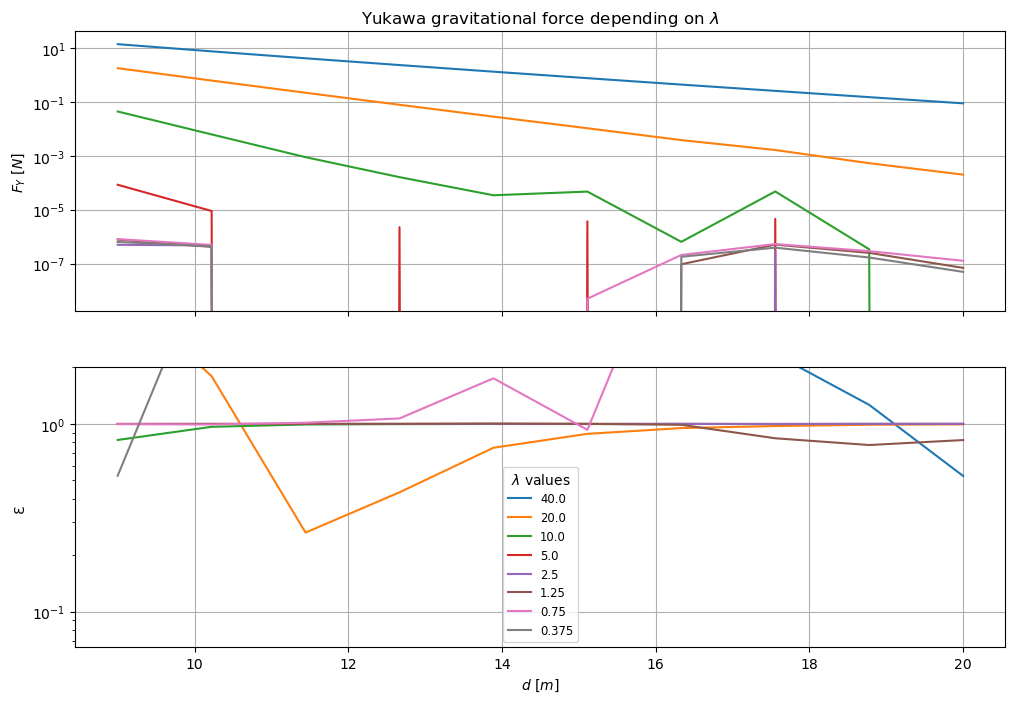 Yukawa gravitational force depending on λ
10¹
10⁻¹
10⁻³
10⁻⁵
10⁻⁷
F_Y [N]
10⁰
10⁻¹
ε
λ values
40.0
20.0
10.0
5.0
2.5
1.25
0.75
0.375
10 12 14 16 18 20
d [m]